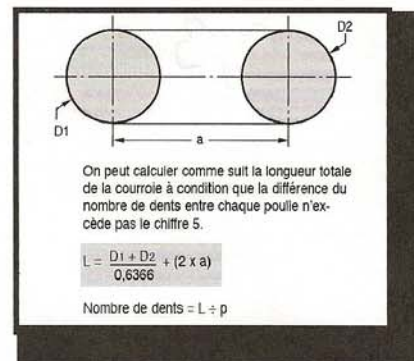 D2
D1
a
On peut calculer comme suit la longueur totale
de la courroie à condition que la différence du
nombre de dents entre chaque poulie n'ex-
cède pas le chiffre 5.
L = D1 + D2 / 0,6366 + (2 x a)
Nombre de dents = L ÷ p